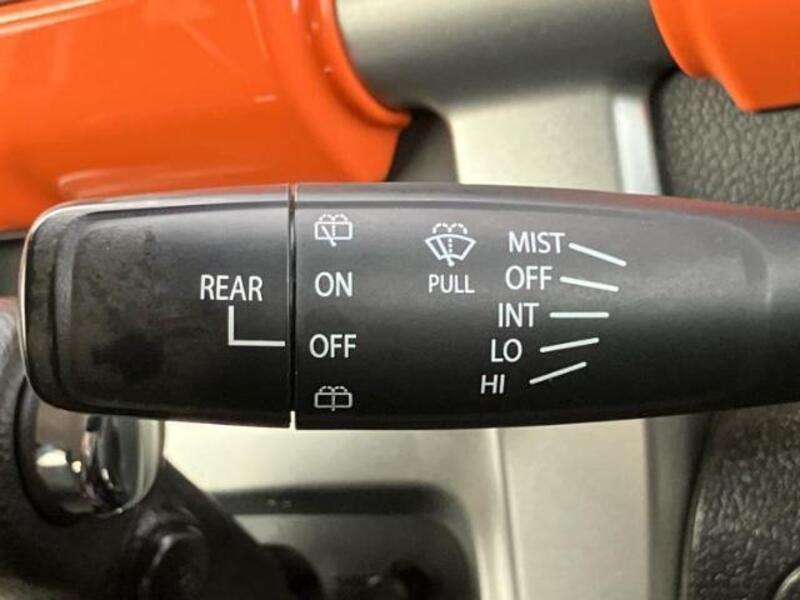 REAR
ON
OFF
PULL
MIST
OFF
INT
LO
HI